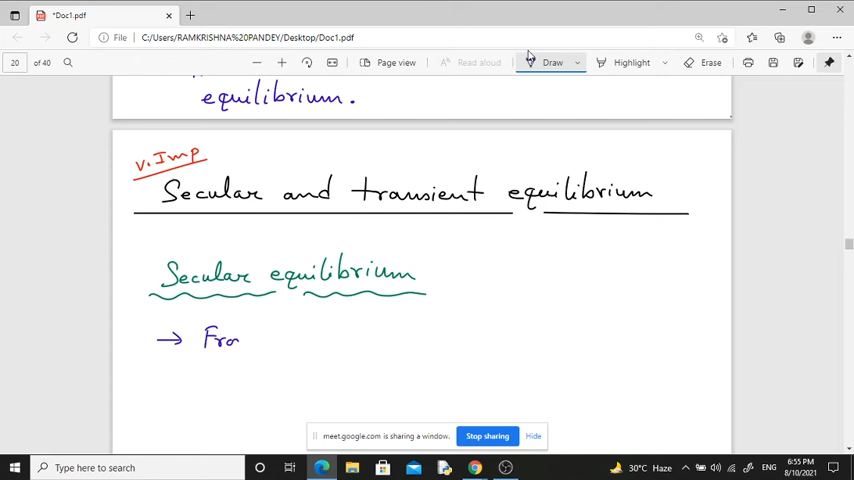 *Doc1.pdf
File C:/Users/RAMKRISHNA%20PANDEY/Desktop/Doc1.pdf
20 of 40 Page view Read aloud Draw Highlight Erase
equilibrium.
V. Imp
Secular and transient equilibrium
Secular equilibrium
→ Fro
meet.google.com is sharing a window. Stop sharing Hide
Type here to search
30°C Haze ENG 6:55 PM
8/10/2021